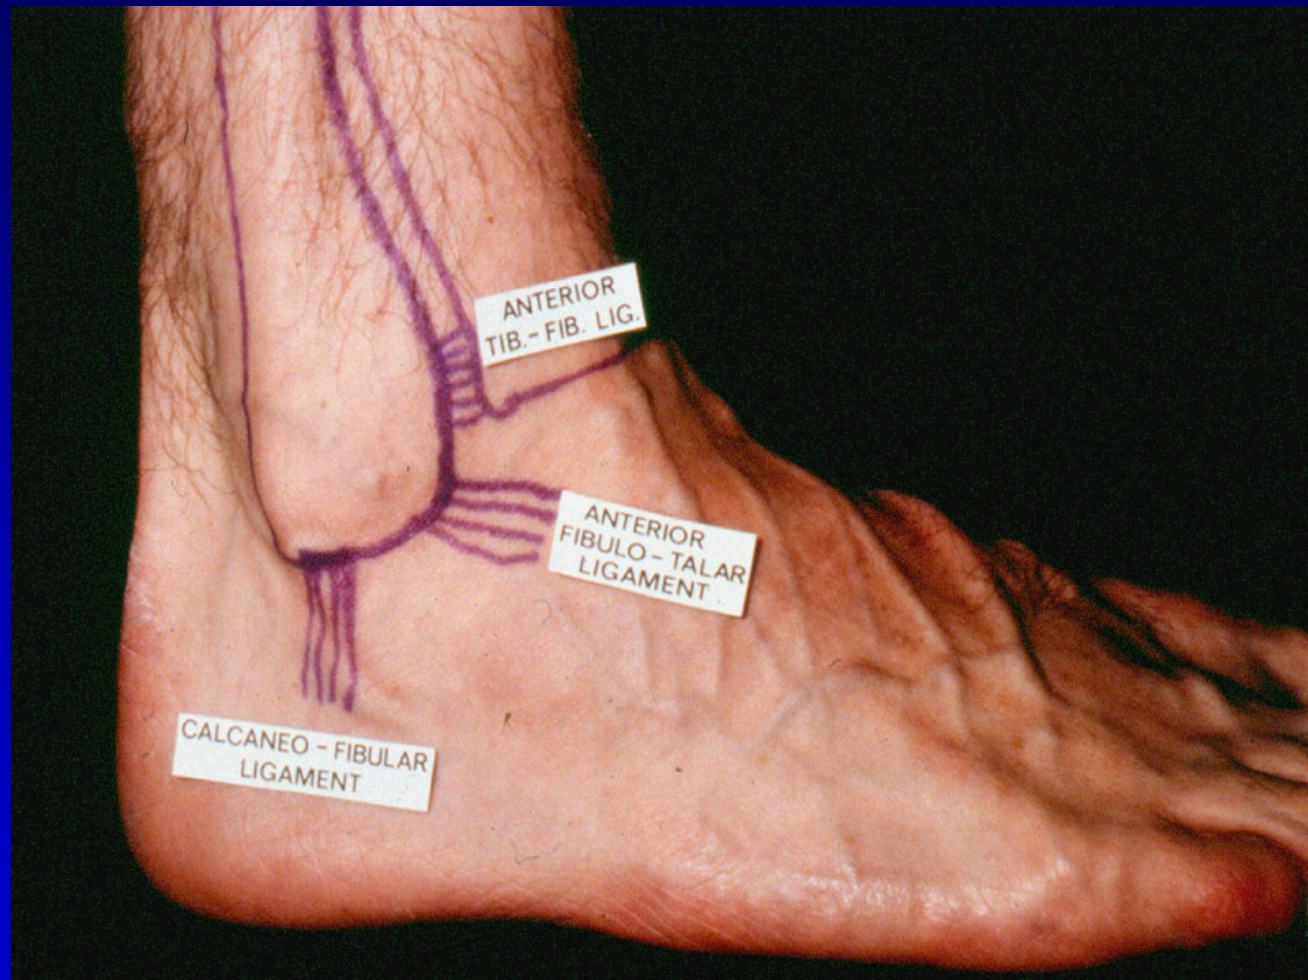 ANTERIOR
TIB.-FIB. LIG.
ANTERIOR
FIBULO-TALAR
LIGAMENT
CALCANEO-FIBULAR
LIGAMENT